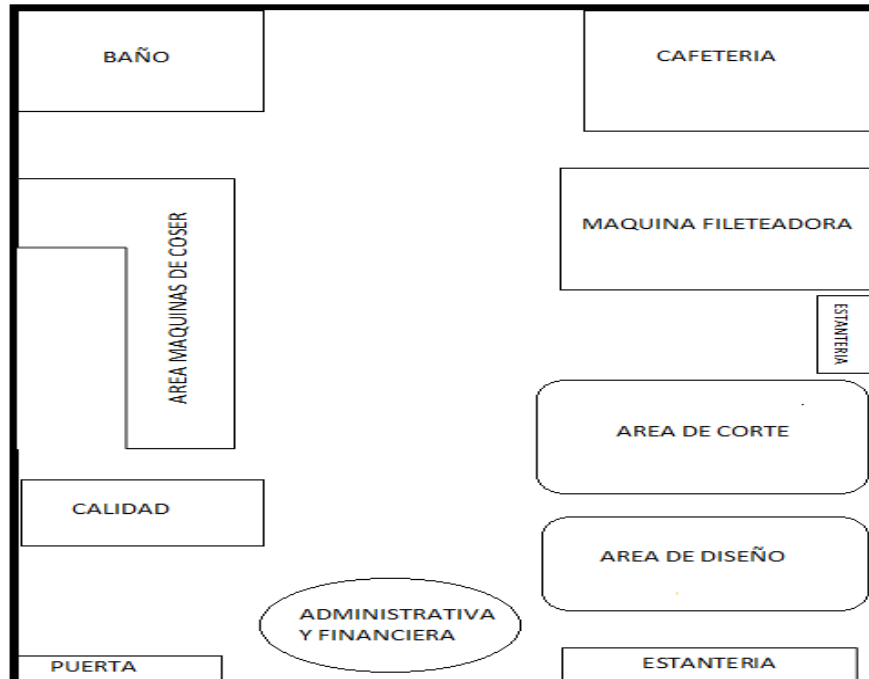 BAÑO
CAFETERIA
MAQUINA FILETEADORA
AREA MAQUINAS DE COSER
ESTANTERIA
AREA DE CORTE
CALIDAD
AREA DE DISEÑO
ADMINISTRATIVA
Y FINANCIERA
PUERTA
ESTANTERIA